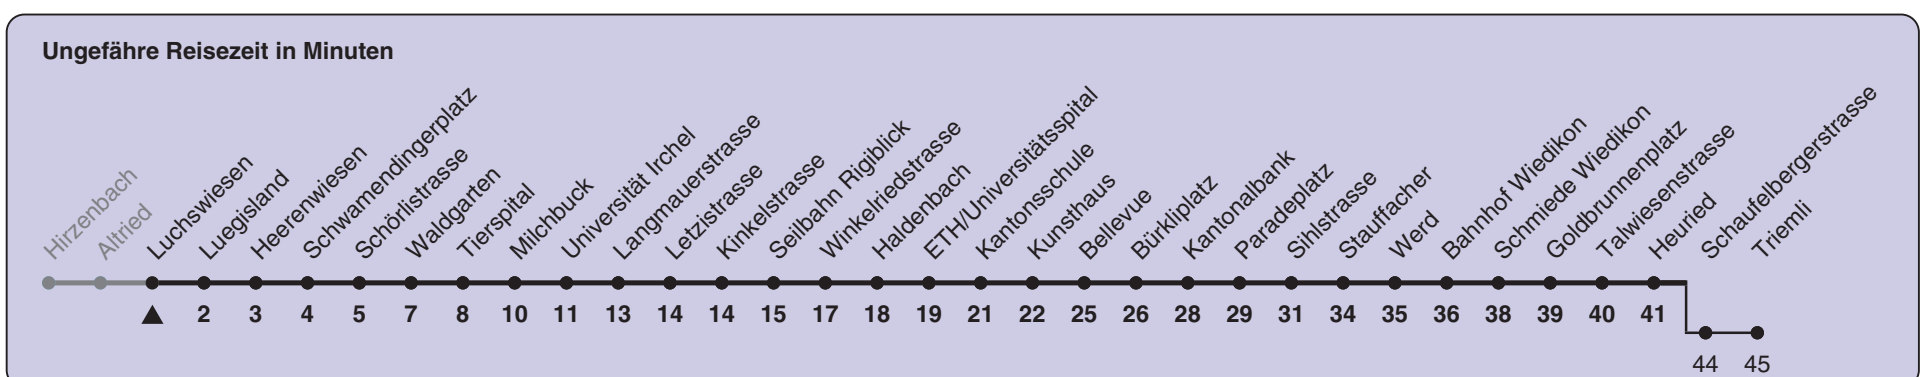 Ungefähre Reisezeit in Minuten
Hirzenbach
Altried
Luchswiesen
Luegisland
Heerenwiesen
Schwamendingerplatz
Schörlistrasse
Waldgarten
Tierspital
Milchbuck
Universität Irchel
Langmauerstrasse
Letzistrasse
Kinkelstrasse
Seilbahn Rigiblick
Winkelriedstrasse
Haldenbach
ETH/Universitätsspital
Kantonsschule
Kunsthaus
Bellevue
Bürkliplatz
Kantonalbank
Paradeplatz
Sihlstrasse
Stauffacher
Werd
Bahnhof Wiedikon
Schmiede Wiedikon
Goldbrunnenplatz
Talwiesenstrasse
Heuried
Schaufelbergerstrasse
Triemli
2 3 4 5 7 8 10 11 13 14 14 15 17 18 19 21 22 25 26 28 29 31 34 35 36 38 39 40 41
44 45